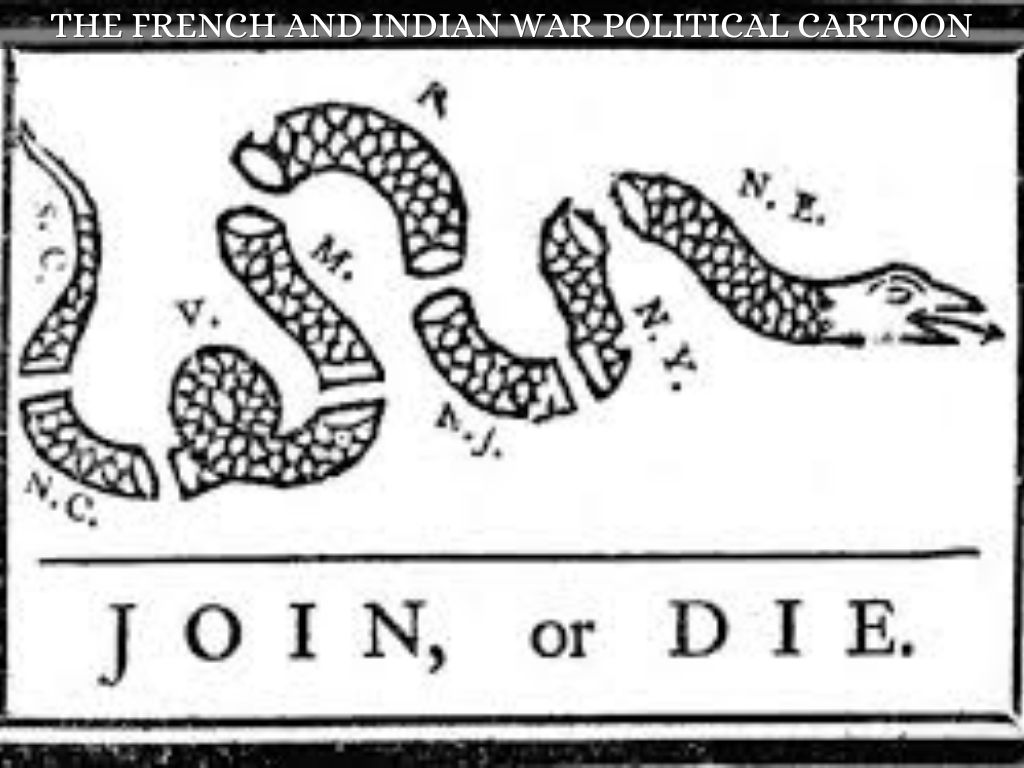 THE FRENCH AND INDIAN WAR POLITICAL CARTOON
N. E.
S. C.
M.
V.
N. Y.
N. J.
N. C.
JOIN, or DIE.